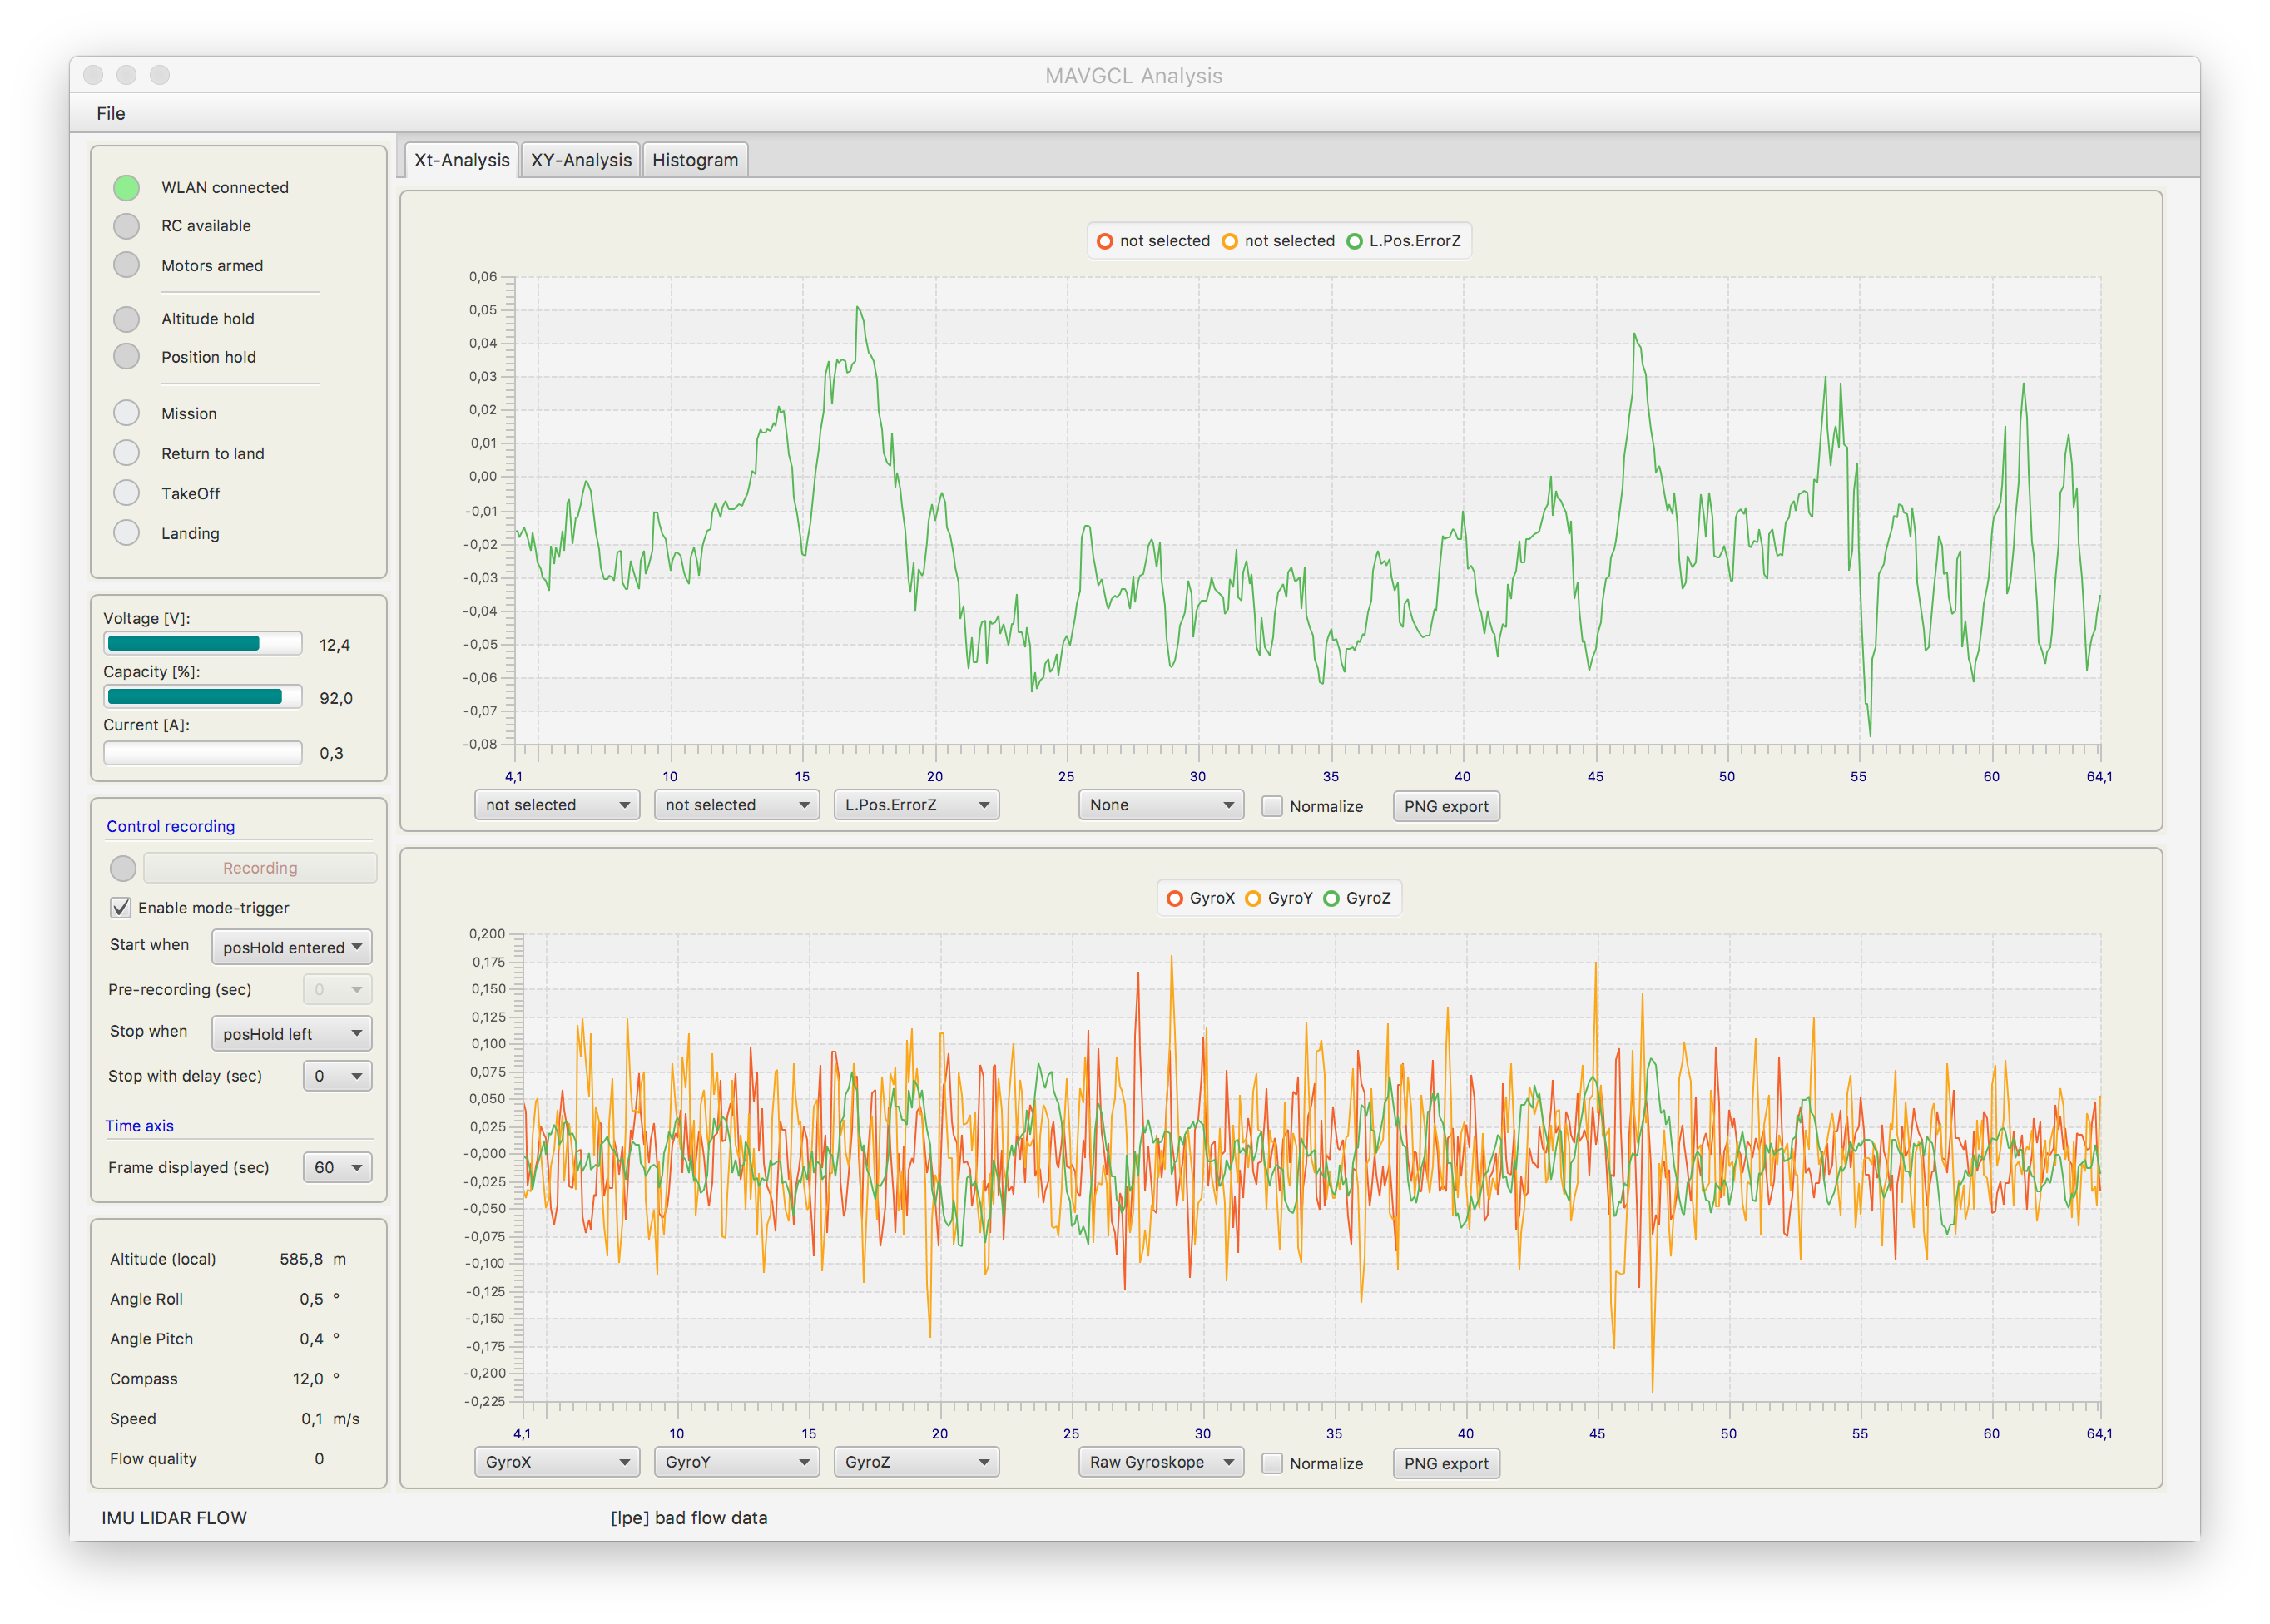 MAVGCL Analysis
File
WLAN connected
RC available
Motors armed
Altitude hold
Position hold
Mission
Return to land
TakeOff
Landing
Voltage [V]:
12,4
Capacity [%]:
92,0
Current [A]:
0,3
Control recording
Recording
Enable mode-trigger
Start when posHold entered
Pre-recording (sec) 0
Stop when posHold left
Stop with delay (sec) 0
Time axis
Frame displayed (sec) 60
Altitude (local) 585,8 m
Angle Roll 0,5 °
Angle Pitch 0,4 °
Compass 12,0 °
Speed 0,1 m/s
Flow quality 0
Xt-Analysis XY-Analysis Histogram
not selected not selected L.Pos.ErrorZ
0,06
0,05
0,04
0,03
0,02
0,01
0,00
-0,01
-0,02
-0,03
-0,04
-0,05
-0,06
-0,07
-0,08
4,1 10 15 20 25 30 35 40 45 50 55 60 64,1
not selected not selected L.Pos.ErrorZ None Normalize PNG export
GyroX GyroY GyroZ
0,200
0,175
0,150
0,125
0,100
0,075
0,050
0,025
-0,000
-0,025
-0,050
-0,075
-0,100
-0,125
-0,150
-0,175
-0,200
-0,225
4,1 10 15 20 25 30 35 40 45 50 55 60 64,1
GyroX GyroY GyroZ Raw Gyroskope Normalize PNG export
IMU LIDAR FLOW [lpe] bad flow data